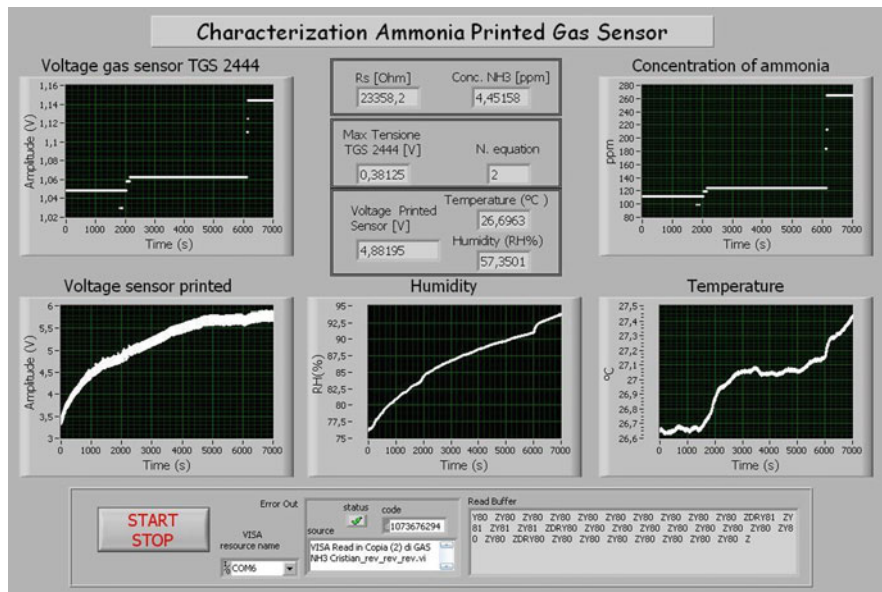 Characterization Ammonia Printed Gas Sensor
Voltage gas sensor TGS 2444
Amplitude (V)
1,16
1,14
1,12
1,1
1,08
1,06
1,04
1,02
0 1000 2000 3000 4000 5000 6000 7000
Time (s)
Rs [Ohm]
23358,2
Conc. NH3 [ppm]
4,45158
Max Tensione
TGS 2444 [V]
0,38125
N. equation
2
Voltage Printed
Sensor [V]
4,88195
Temperature (ºC )
26,6963
Humidity (RH%)
57,3501
Concentration of ammonia
ppm
280
260
240
220
200
180
160
140
120
100
80
0 1000 2000 3000 4000 5000 6000 7000
Time (s)
Voltage sensor printed
Amplitude (V)
6
5,5
5
4,5
4
3,5
3
0 1000 2000 3000 4000 5000 6000 7000
Time (s)
Humidity
RH(%)
95
92,5
90
87,5
85
82,5
80
77,5
75
0 1000 2000 3000 4000 5000 6000 7000
Time (s)
Temperature
ºC
27,5
27,4
27,3
27,2
27,1
27
26,9
26,8
26,7
26,6
0 1000 2000 3000 4000 5000 6000 7000
Time (s)
START
STOP
Error Out
VISA
resource name
COM6
status
code
1073676294
source
VISA Read in Copia (2) di GAS
NH3 Cristian_rev_rev_rev.vi
Read Buffer
Y80 ZY80 ZY80 ZY80 ZY80 ZY80 ZY80 ZY80 ZY80 ZDRY81 ZY
81 ZY81 ZY81 ZDRY80 ZY80 ZY80 ZY80 ZY80 ZY80 ZY80 ZY8
0 ZY80 ZDRY80 ZY80 ZY80 ZY80 ZY80 ZY80 ZY80 ZY80 Z